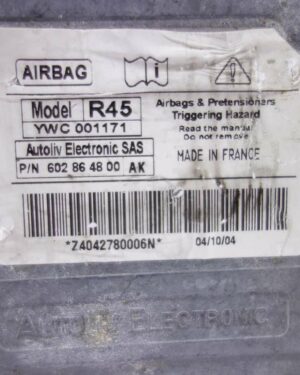 AIRBAG
Model R45
YWC 001171
Airbags & Pretensioners
Triggering Hazard
Read the manual
Do not remove
Autoliv Electronic SAS
MADE IN FRANCE
P/N 602 86 48 00 AK
*Z4042780006N*
04/10/04
AUTOLIV ELECTRONIC